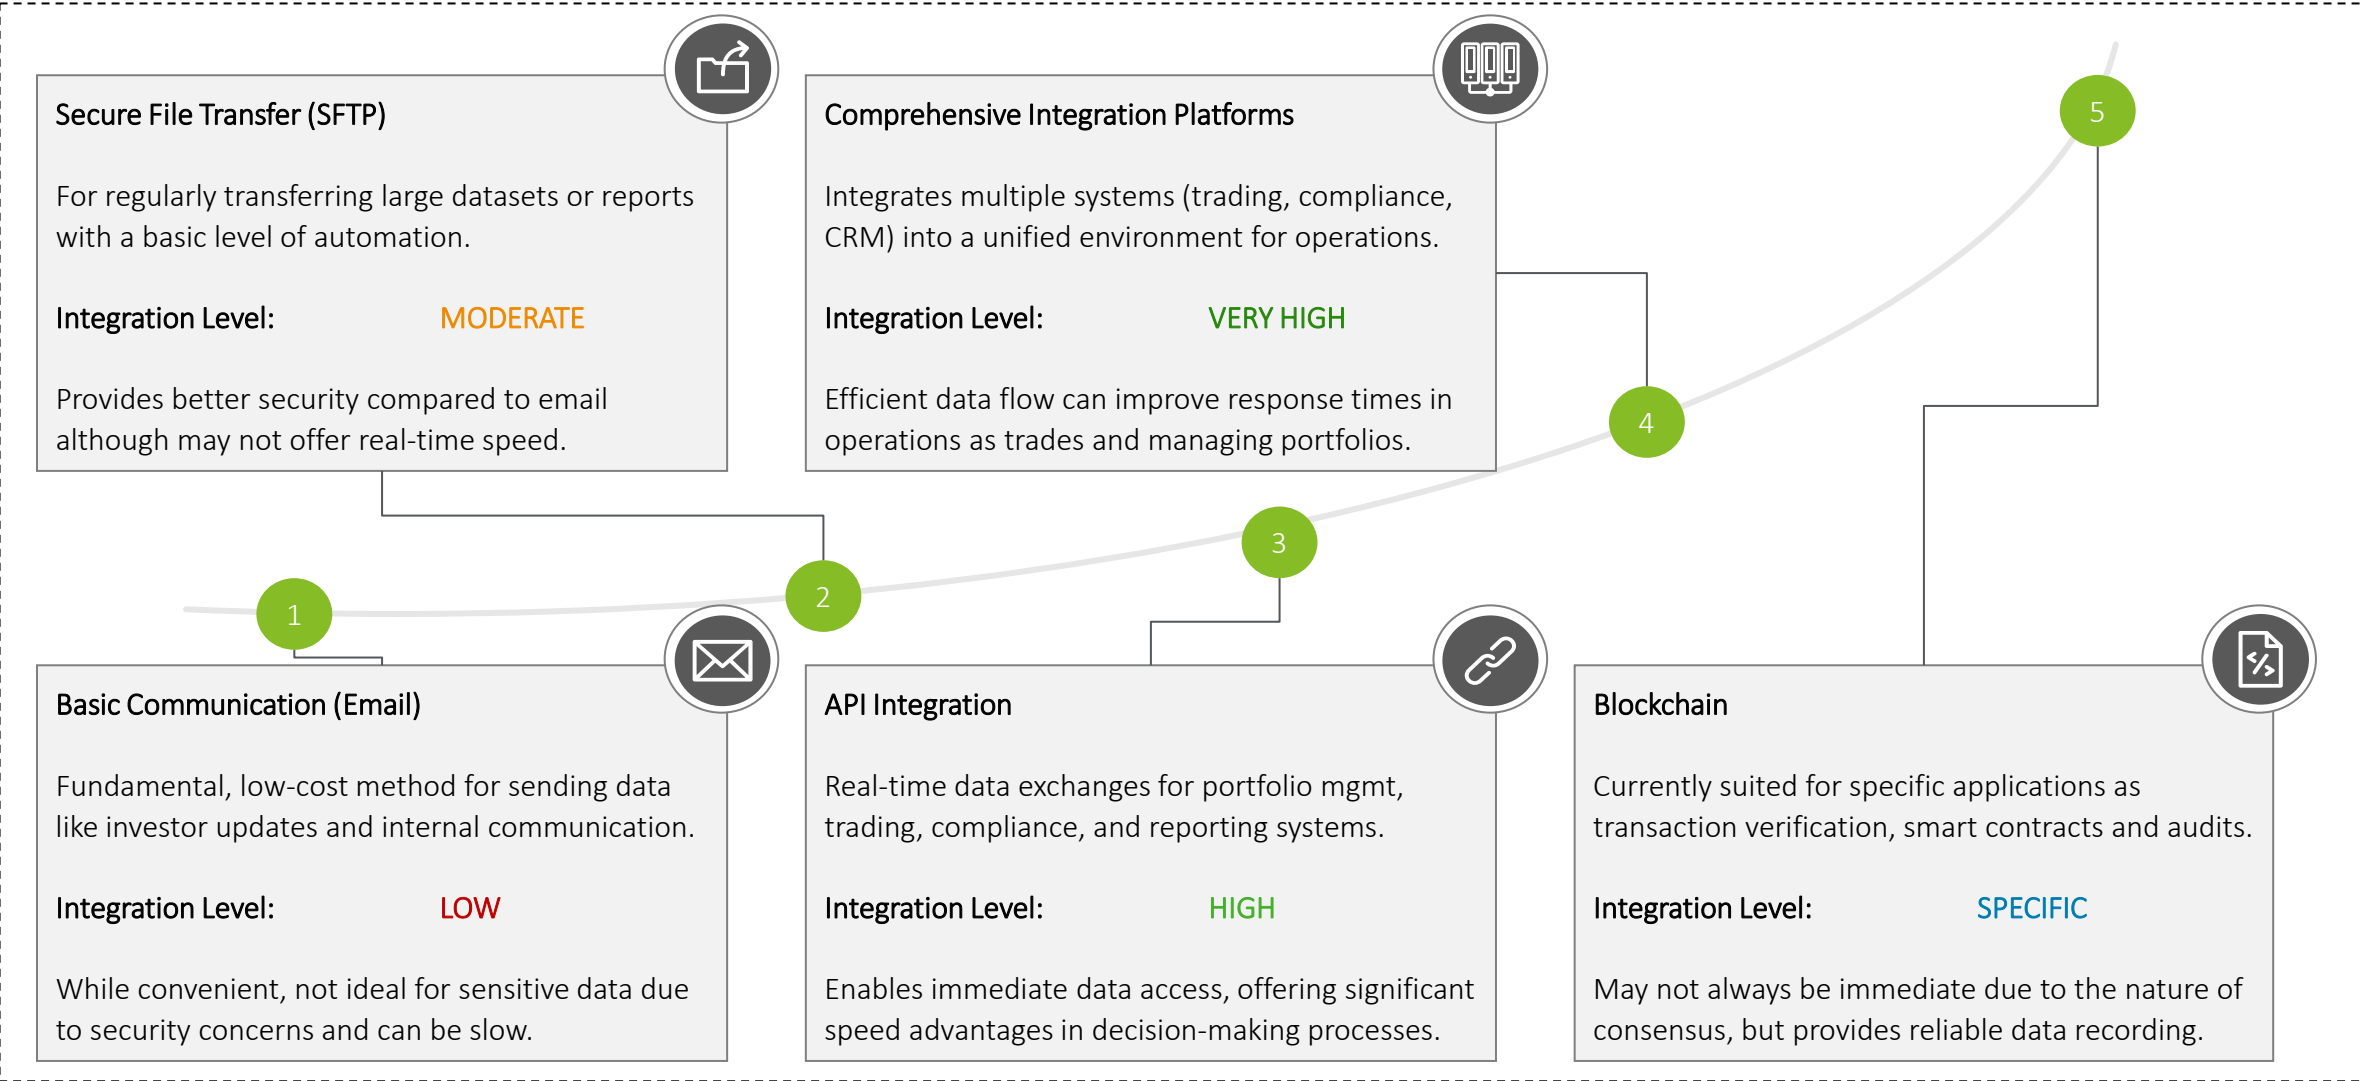 Secure File Transfer (SFTP)
For regularly transferring large datasets or reports
with a basic level of automation.
Integration Level: MODERATE
Provides better security compared to email
although may not offer real-time speed.
Comprehensive Integration Platforms
Integrates multiple systems (trading, compliance,
CRM) into a unified environment for operations.
Integration Level: VERY HIGH
Efficient data flow can improve response times in
operations as trades and managing portfolios.
5
4
3
2
1
Basic Communication (Email)
Fundamental, low-cost method for sending data
like investor updates and internal communication.
Integration Level: LOW
While convenient, not ideal for sensitive data due
to security concerns and can be slow.
API Integration
Real-time data exchanges for portfolio mgmt,
trading, compliance, and reporting systems.
Integration Level: HIGH
Enables immediate data access, offering significant
speed advantages in decision-making processes.
Blockchain
Currently suited for specific applications as
transaction verification, smart contracts and audits.
Integration Level: SPECIFIC
May not always be immediate due to the nature of
consensus, but provides reliable data recording.